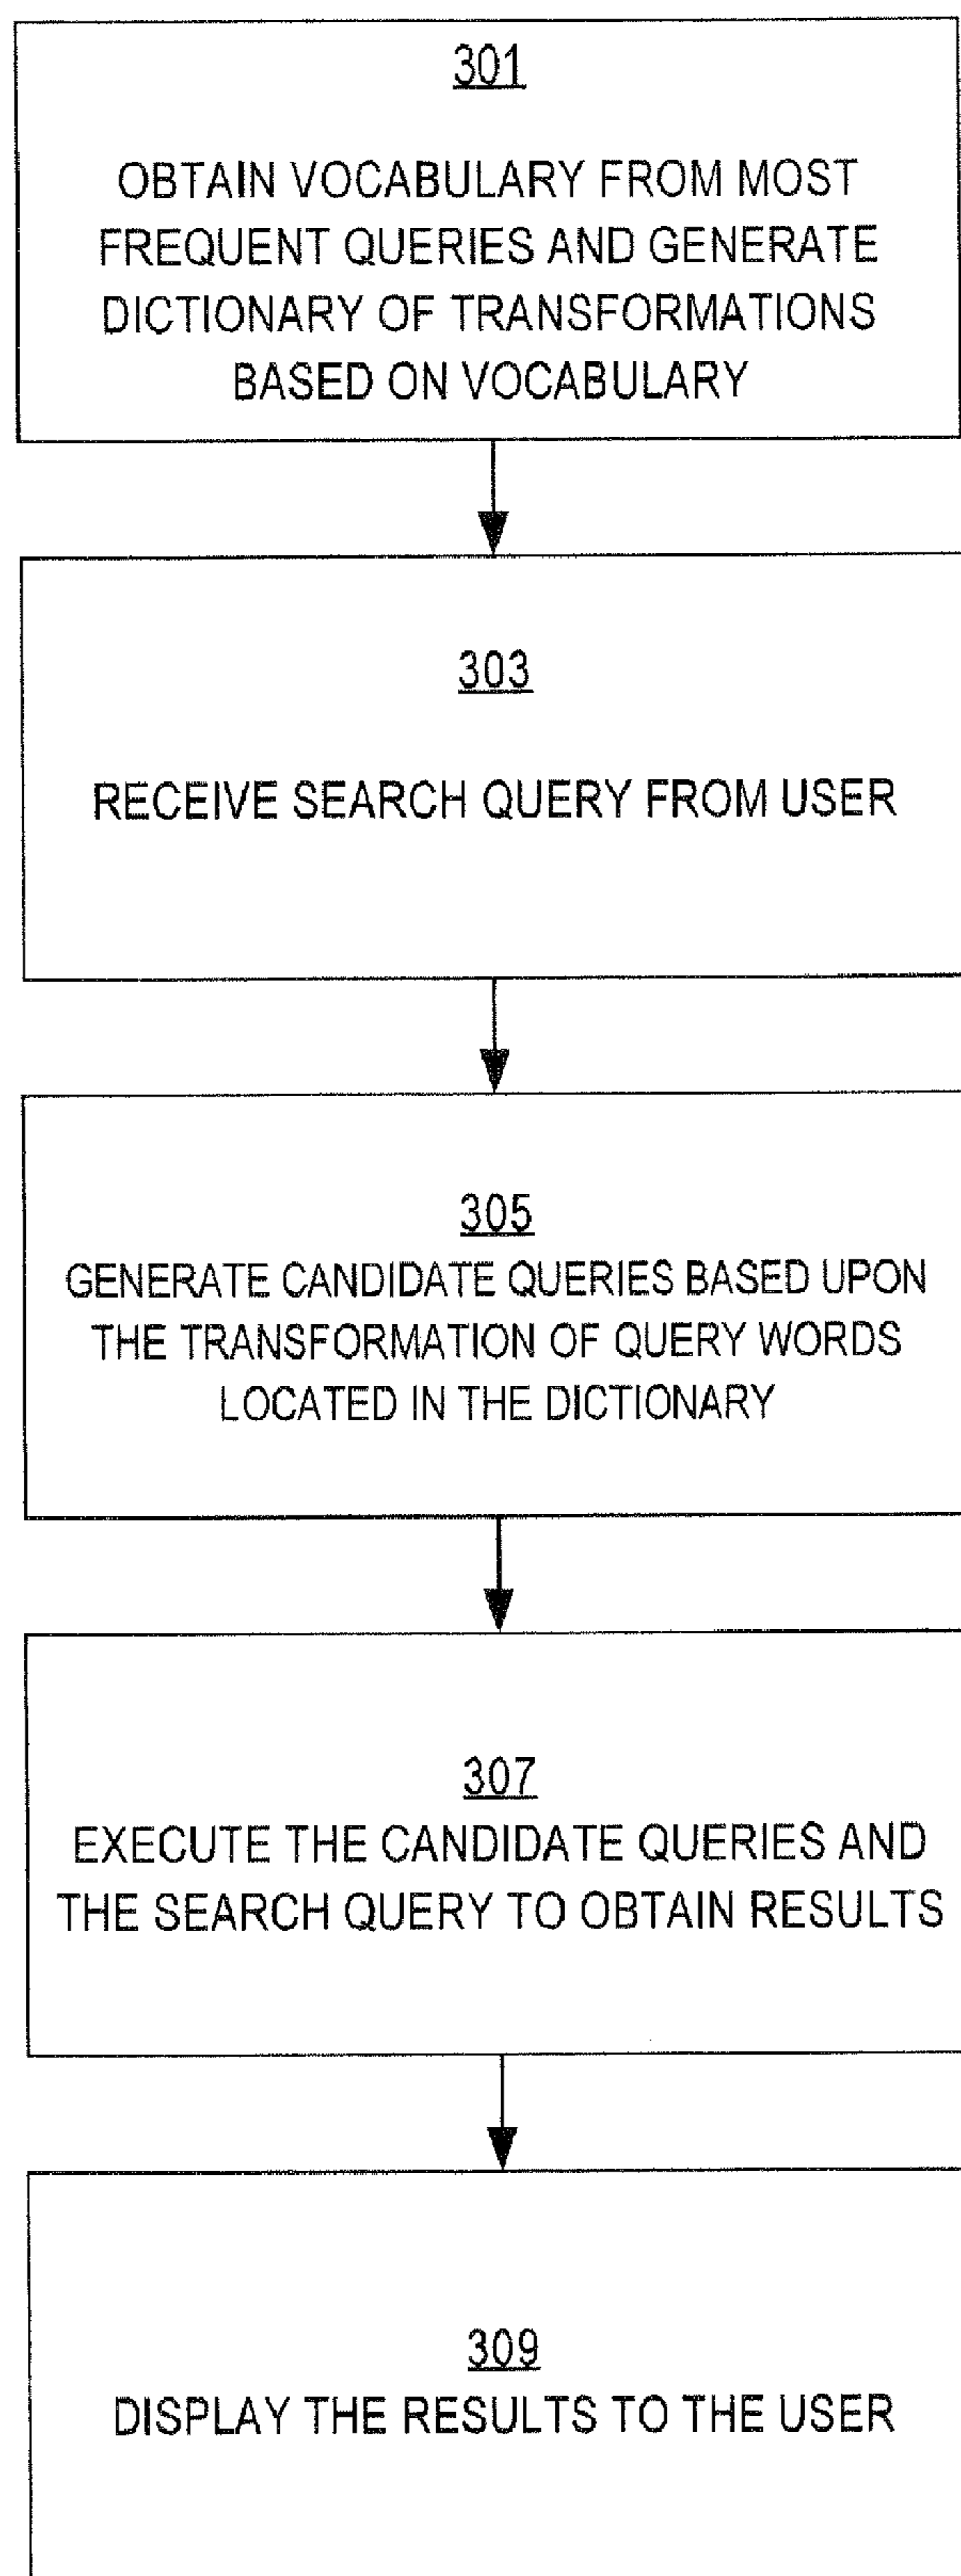 301
OBTAIN VOCABULARY FROM MOST
FREQUENT QUERIES AND GENERATE
DICTIONARY OF TRANSFORMATIONS
BASED ON VOCABULARY
303
RECEIVE SEARCH QUERY FROM USER
305
GENERATE CANDIDATE QUERIES BASED UPON
THE TRANSFORMATION OF QUERY WORDS
LOCATED IN THE DICTIONARY
307
EXECUTE THE CANDIDATE QUERIES AND
THE SEARCH QUERY TO OBTAIN RESULTS
309
DISPLAY THE RESULTS TO THE USER